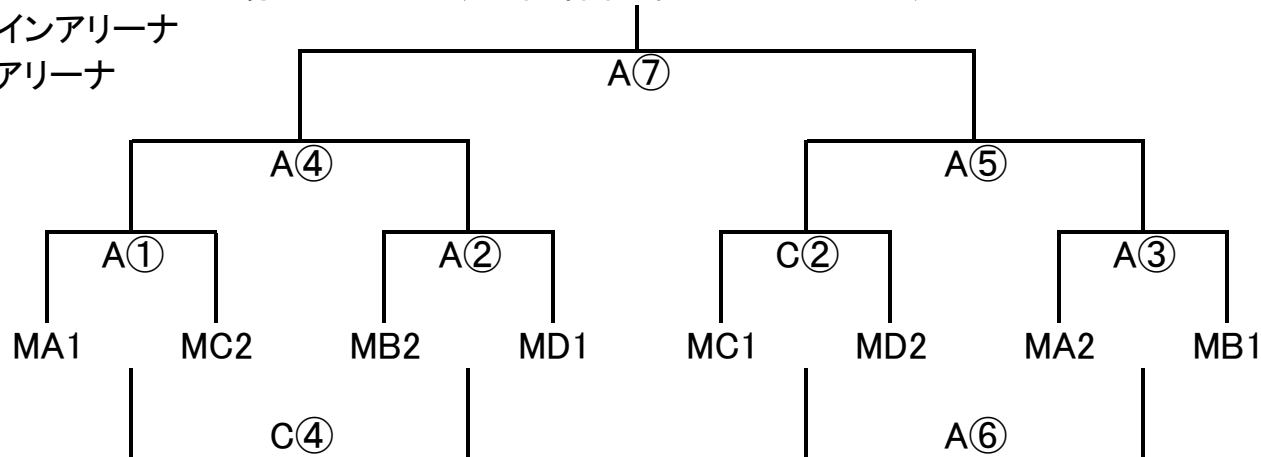 インアリーナ
アリーナ
A⑦
A④ A⑤
A① A② C② A③
MA1 MC2 MB2 MD1 MC1 MD2 MA2 MB1
C④ A⑥